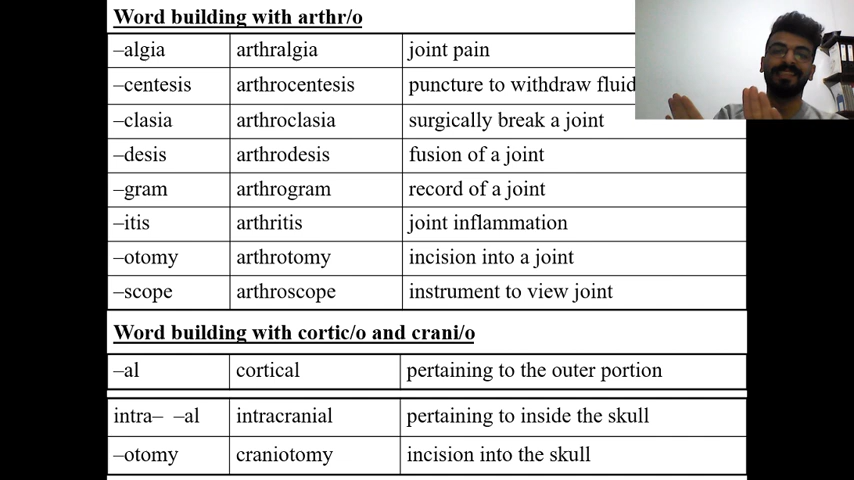 Word building with arthr/o
–algia arthralgia joint pain
–centesis arthrocentesis puncture to withdraw fluid
–clasia arthroclasia surgically break a joint
–desis arthrodesis fusion of a joint
–gram arthrogram record of a joint
–itis arthritis joint inflammation
–otomy arthrotomy incision into a joint
–scope arthroscope instrument to view joint
Word building with cortic/o and crani/o
–al cortical pertaining to the outer portion
intra– –al intracranial pertaining to inside the skull
–otomy craniotomy incision into the skull